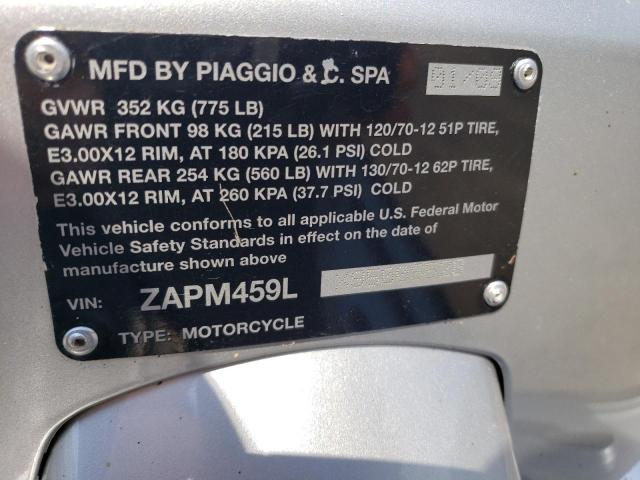 MFD BY PIAGGIO & C. SPA 01/08
GVWR 352 KG (775 LB)
GAWR FRONT 98 KG (215 LB) WITH 120/70-12 51P TIRE,
E3.00X12 RIM, AT 180 KPA (26.1 PSI) COLD
GAWR REAR 254 KG (560 LB) WITH 130/70-12 62P TIRE,
E3.00X12 RIM, AT 260 KPA (37.7 PSI) COLD
This vehicle conforms to all applicable U.S. Federal Motor
Vehicle Safety Standards in effect on the date of
manufacture shown above
VIN: ZAPM459L
TYPE: MOTORCYCLE